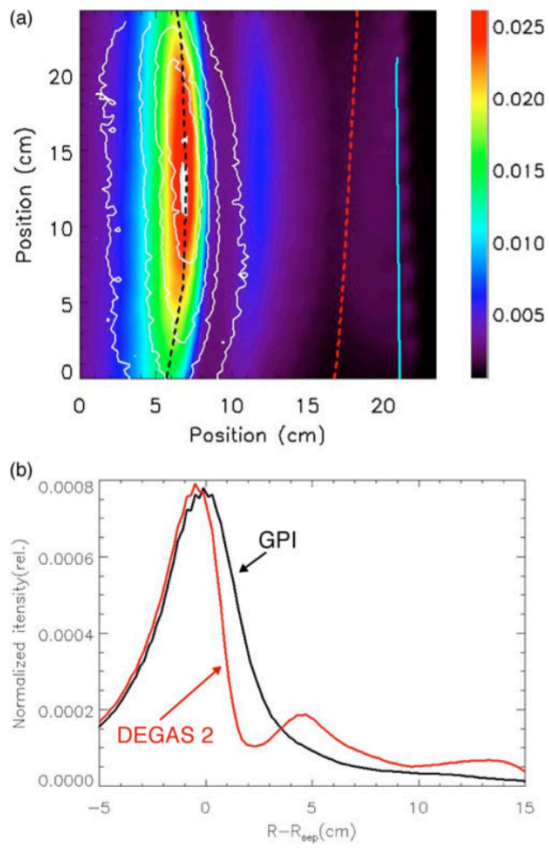 (a)
0.025
0.020
0.015
0.010
0.005
Position (cm)
20
15
10
5
0
0 5 10 15 20
Position (cm)
(b)
Normalized itensity(rel.)
0.0008
0.0006
0.0004
0.0002
0.0000
GPI
DEGAS 2
−5 0 5 10 15
R−Rsep(cm)